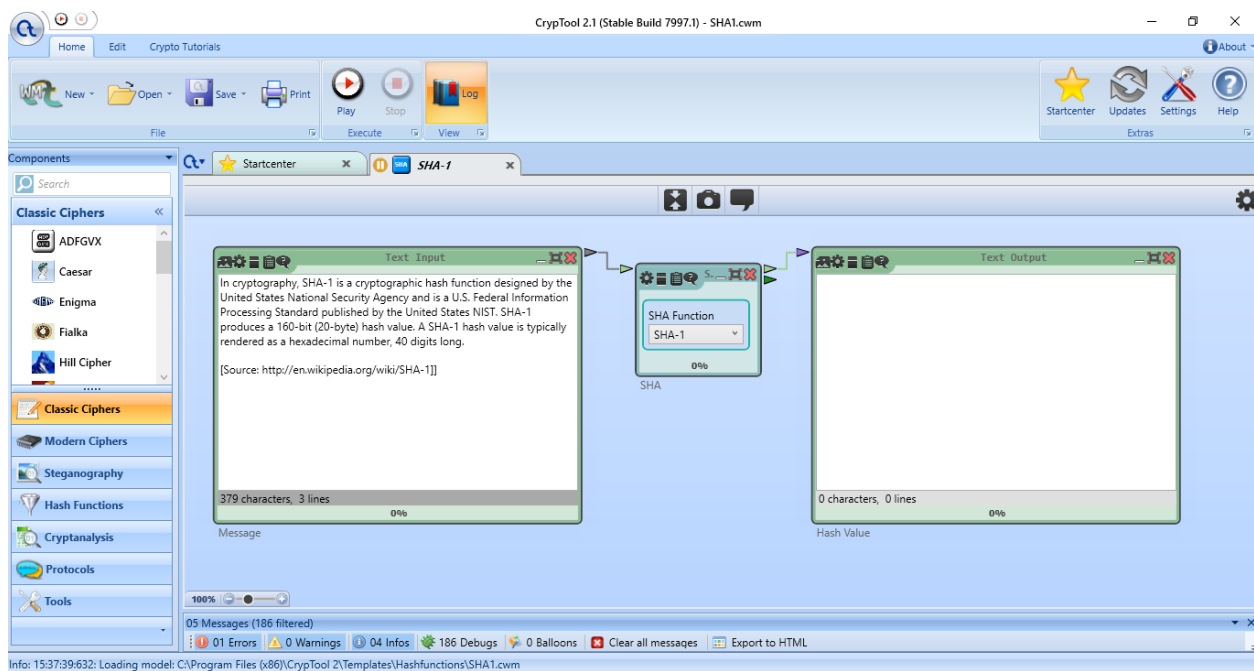 CrypTool 2.1 (Stable Build 7997.1) - SHA1.cwm
Home Edit Crypto Tutorials About
New Open Save Print Play Stop Log Startcenter Updates Settings Help
File Execute View Extras
Components
Startcenter SHA-1
Search
Classic Ciphers
ADFGVX
Caesar
Enigma
Fialka
Hill Cipher
Classic Ciphers
Modern Ciphers
Steganography
Hash Functions
Cryptanalysis
Protocols
Tools
Text Input
In cryptography, SHA-1 is a cryptographic hash function designed by the
United States National Security Agency and is a U.S. Federal Information
Processing Standard published by the United States NIST. SHA-1
produces a 160-bit (20-byte) hash value. A SHA-1 hash value is typically
rendered as a hexadecimal number, 40 digits long.
[Source: http://en.wikipedia.org/wiki/SHA-1]]
379 characters, 3 lines
0%
Message
S...
SHA Function
SHA-1
0%
SHA
Text Output
0 characters, 0 lines
0%
Hash Value
100%
05 Messages (186 filtered)
01 Errors 0 Warnings 04 Infos 186 Debugs 0 Balloons Clear all messages Export to HTML
Info: 15:37:39:632: Loading model: C:\Program Files (x86)\CrypTool 2\Templates\Hashfunctions\SHA1.cwm